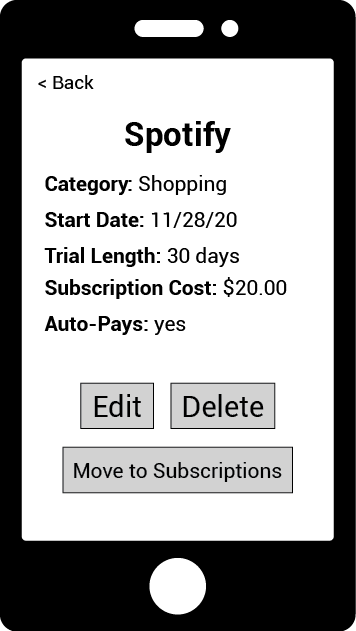 < Back
Spotify
Category: Shopping
Start Date: 11/28/20
Trial Length: 30 days
Subscription Cost: $20.00
Auto-Pays: yes
Edit Delete
Move to Subscriptions